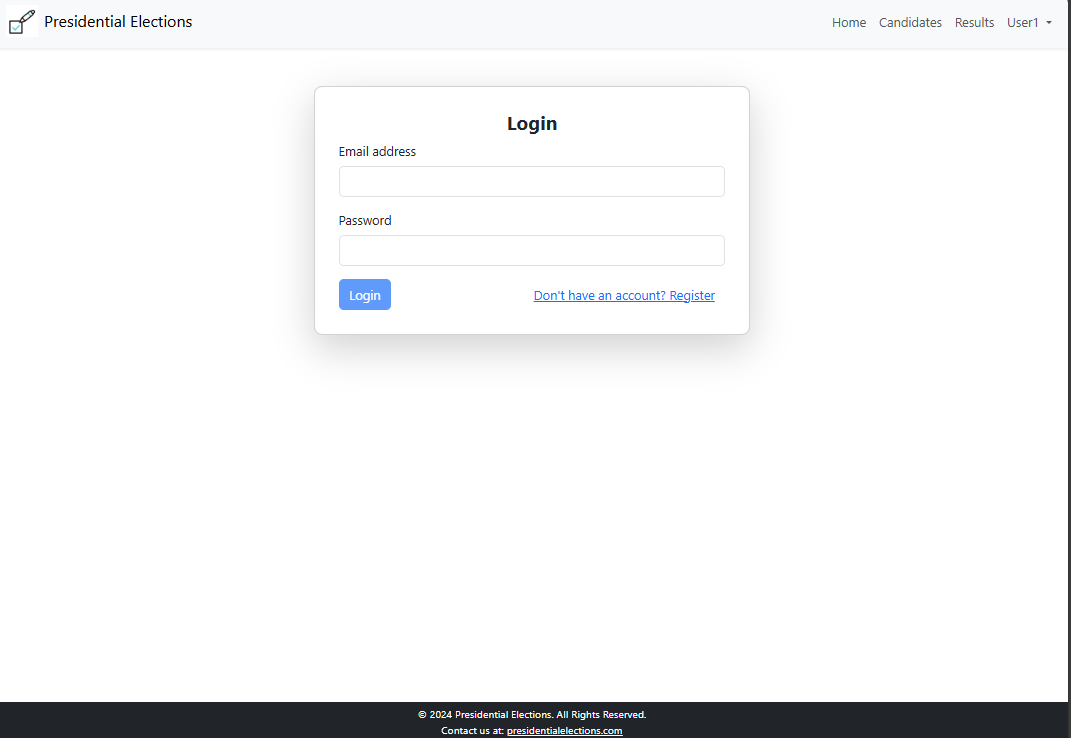 Presidential Elections
Home Candidates Results User1
Login
Email address
Password
Login Don't have an account? Register
© 2024 Presidential Elections. All Rights Reserved.
Contact us at: presidentialelections.com